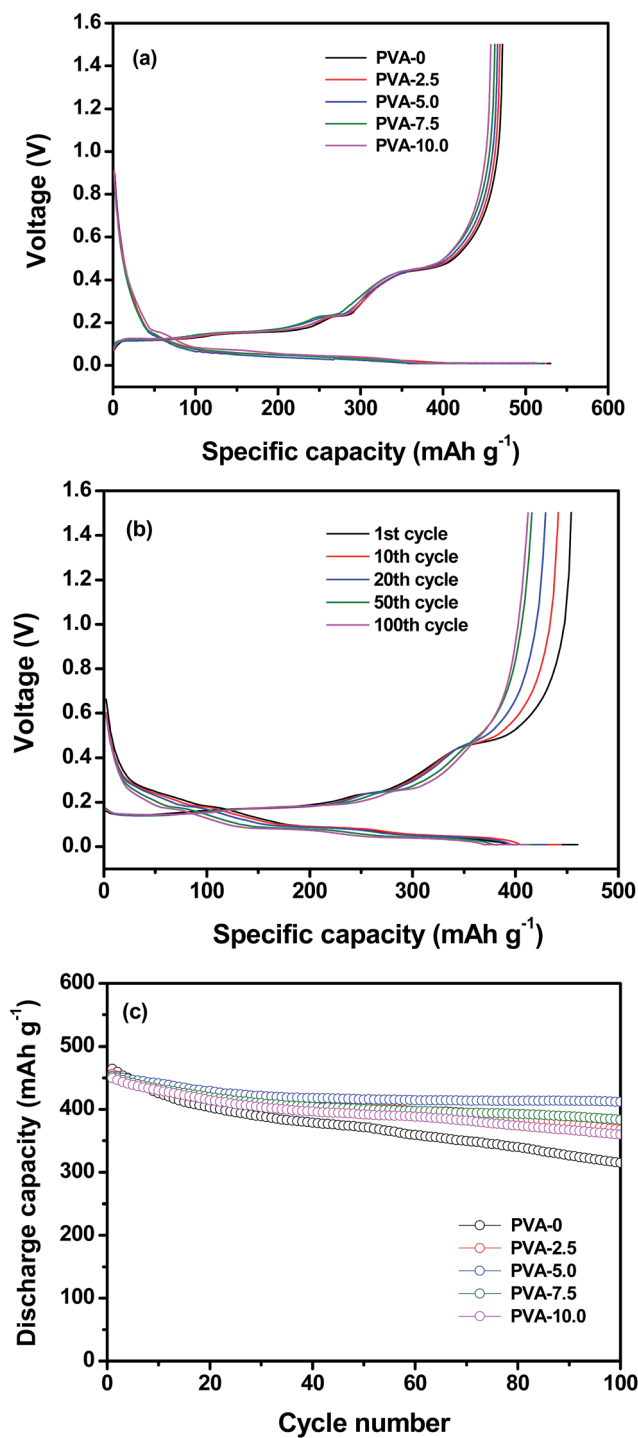 (a)
PVA-0
PVA-2.5
PVA-5.0
PVA-7.5
PVA-10.0
1.6
1.4
1.2
1.0
0.8
0.6
0.4
0.2
0.0
Voltage (V)
0 100 200 300 400 500 600
Specific capacity (mAh g⁻¹)
(b)
1st cycle
10th cycle
20th cycle
50th cycle
100th cycle
1.6
1.4
1.2
1.0
0.8
0.6
0.4
0.2
0.0
Voltage (V)
0 100 200 300 400 500
Specific capacity (mAh g⁻¹)
(c)
600
500
400
300
200
100
0
Discharge capacity (mAh g⁻¹)
PVA-0
PVA-2.5
PVA-5.0
PVA-7.5
PVA-10.0
0 20 40 60 80 100
Cycle number